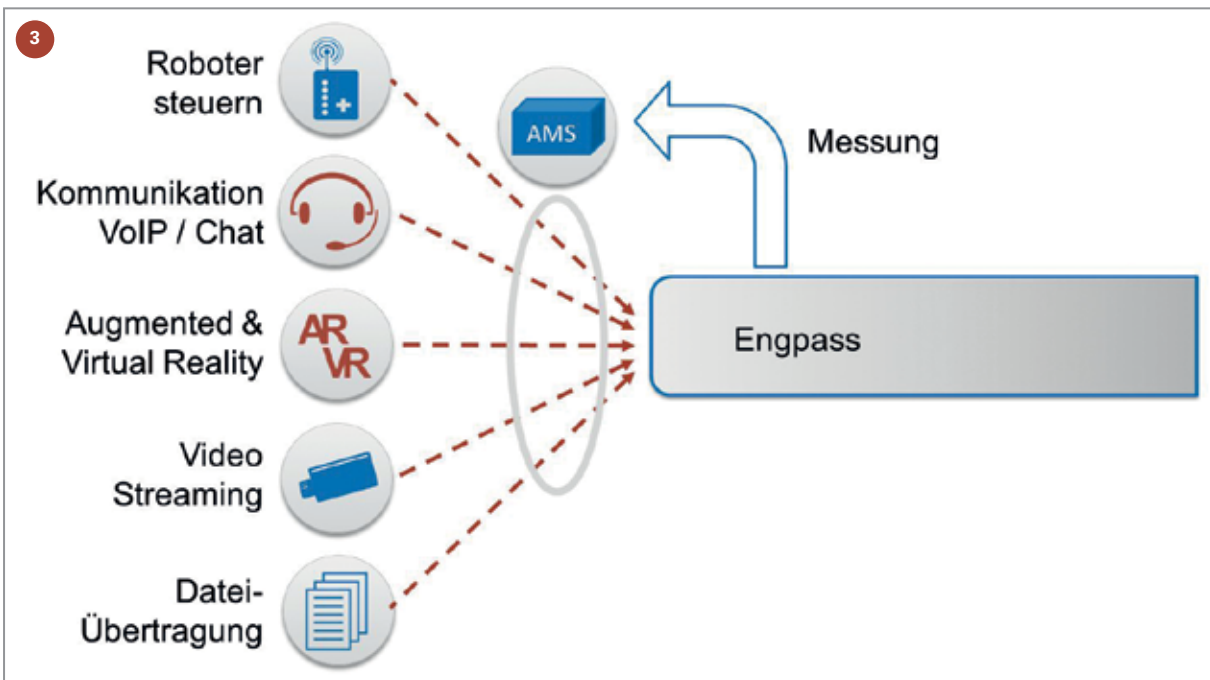 3
Roboter
steuern
AMS
Messung
Kommunikation
VoIP / Chat
Augmented &
Virtual Reality
AR
VR
Engpass
Video
Streaming
Datei-
Übertragung